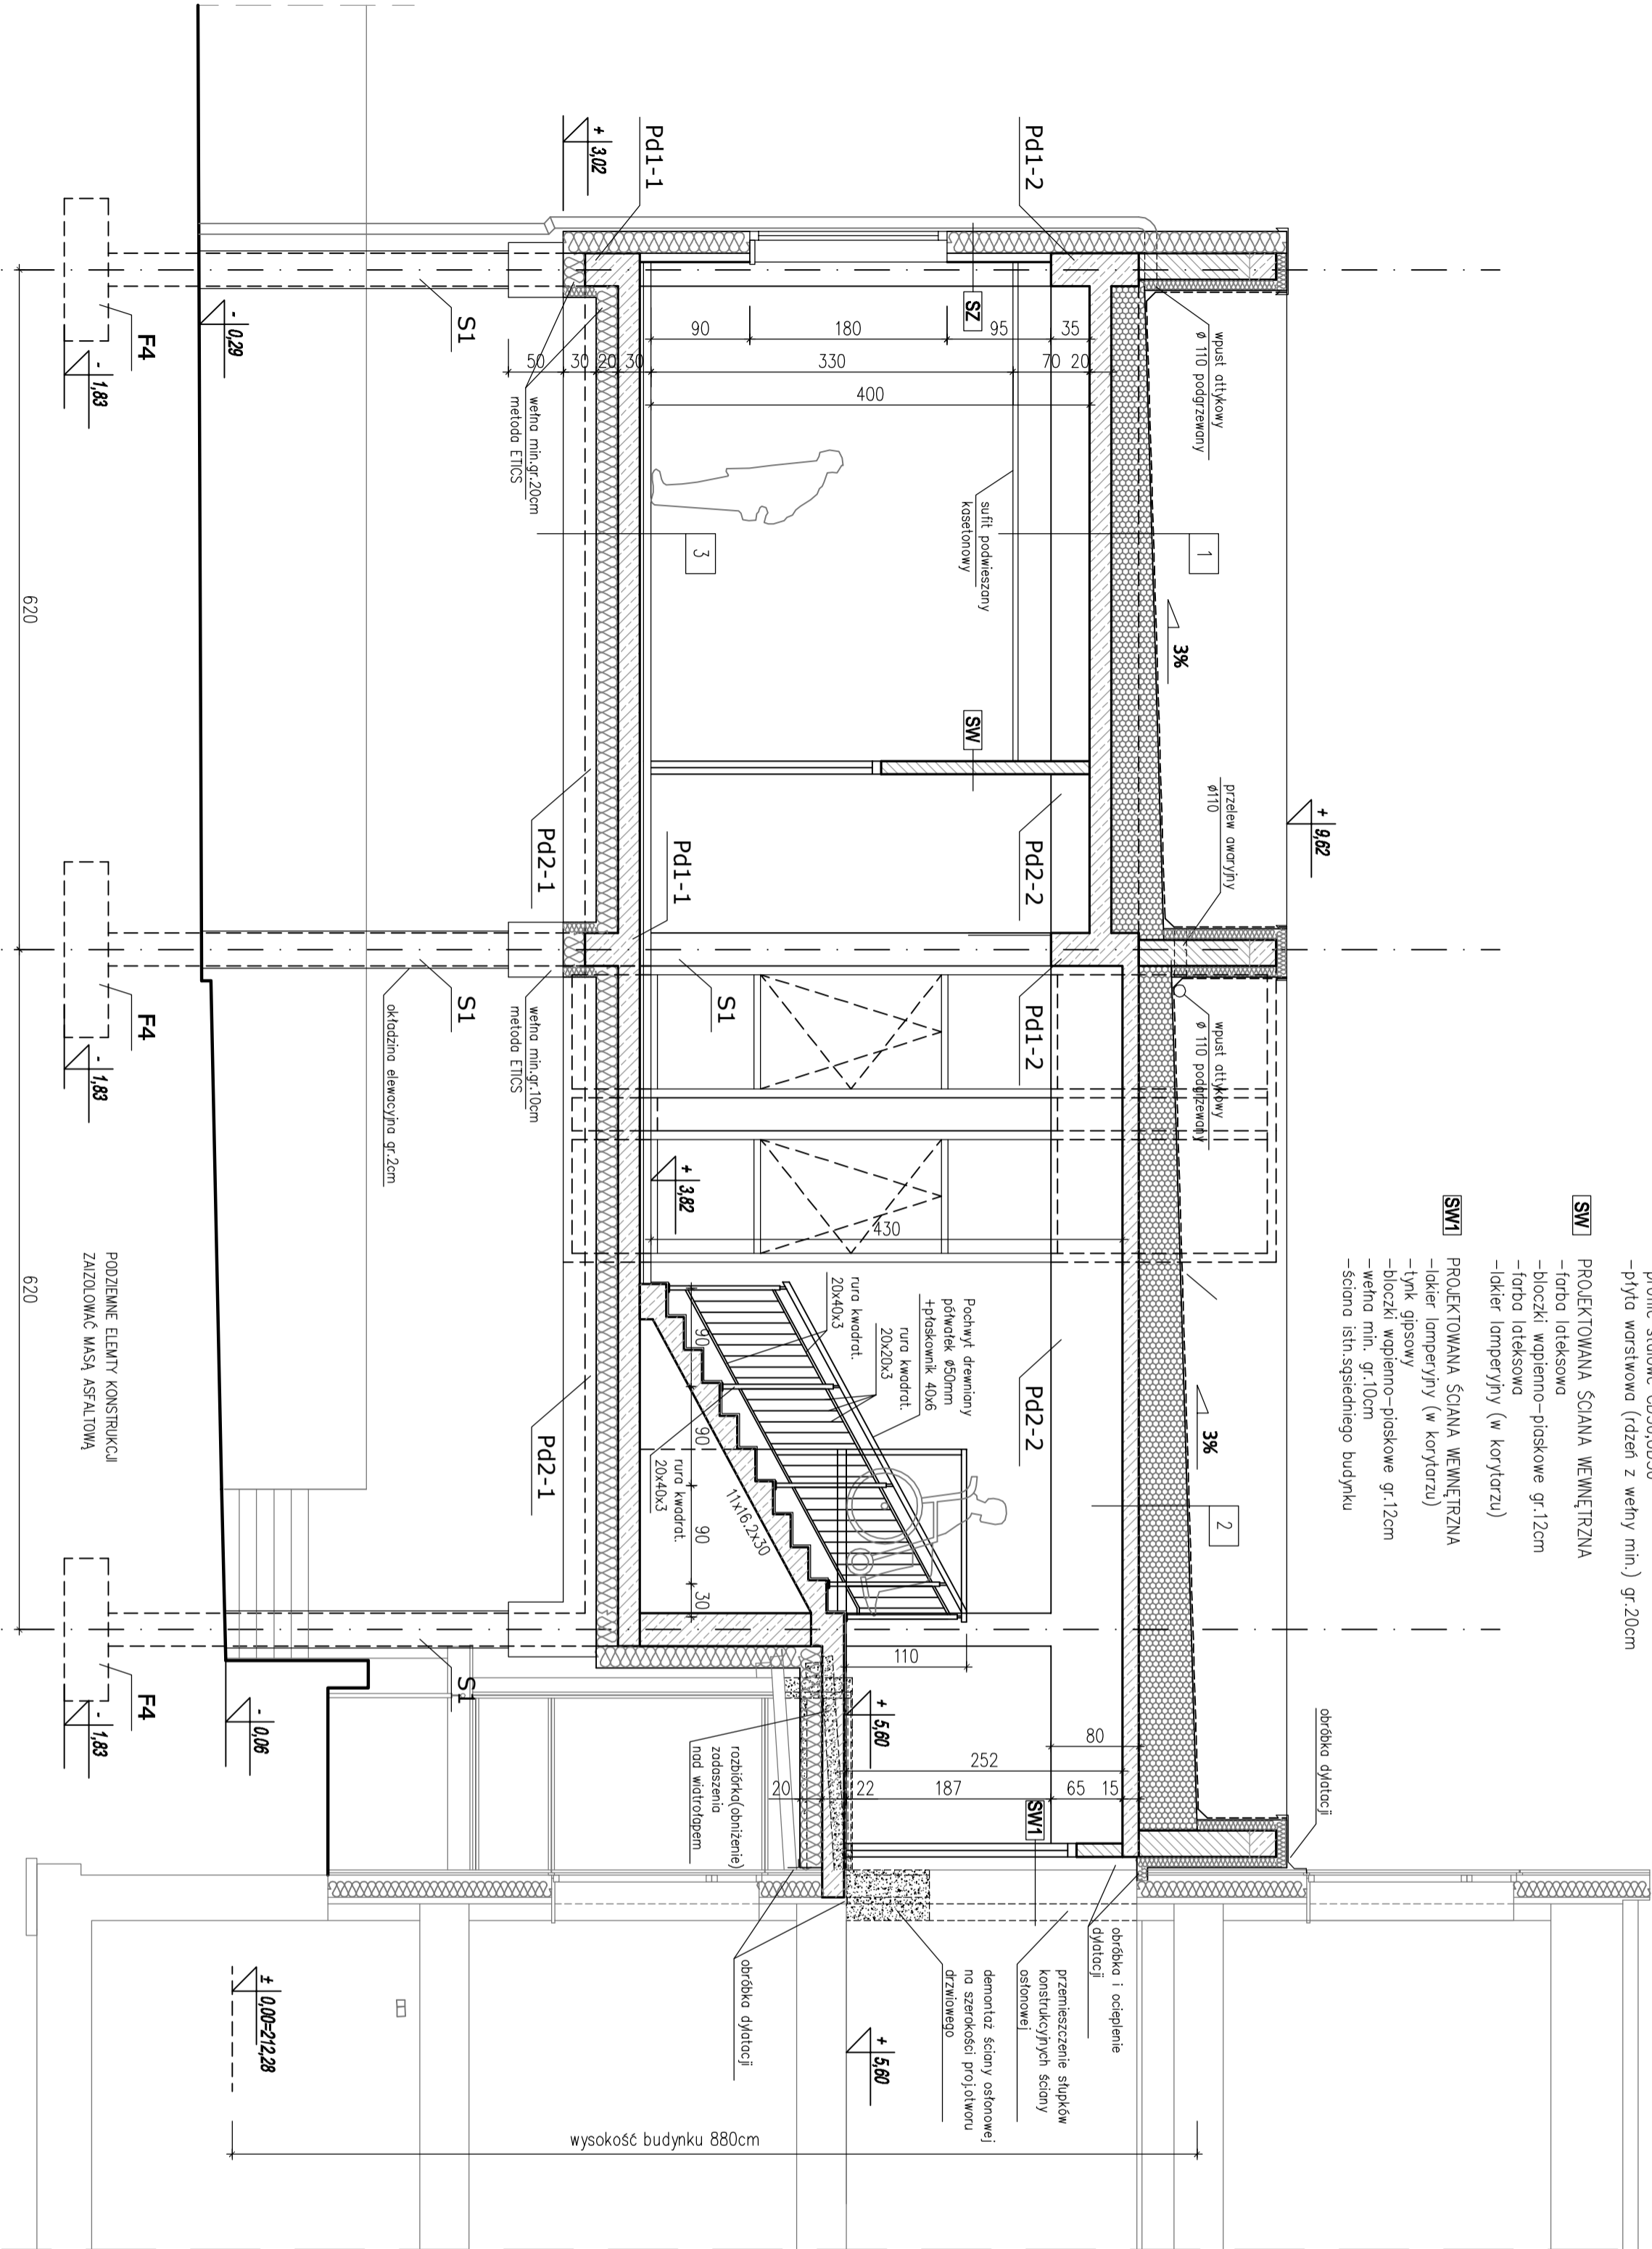 profile stalowe
-płyta warstwowa (rdzeń z wełny min.) gr.20cm
SW
PROJEKTOWANA ŚCIANA WEWNĘTRZNA
-farba lateksowa
-bloczki wapienno-piaskowe gr.12cm
-farba lateksowa
-lakier lamperyjny (w korytarzu)
SW1
PROJEKTOWANA ŚCIANA WEWNĘTRZNA
-lakier lamperyjny (w korytarzu)
-tynk gipsowy
-bloczki wapienno-piaskowe gr.12cm
-wełna min. gr.10cm
-ściana istn.sąsiedniego budynku
+ 9,62
obróbka dylatacji
wpust attykowy
ø 110 podgrzewany
1
3%
przelew awaryjny
ø110
wpust attykowy
ø 110 podgrzewany
3%
2
Pd1-2
Pd2-2
Pd1-2
Pd2-2
SZ
sufit podwieszany
kasetonowy
SW
SW1
35
95
180
90
20
70
330
30
20
30
50
400
3
430
80
252
15
65
187
22
20
110
+ 5,60
+ 5,60
Pochwyt drewniany
półwałek ø50mm
+płaskownik 40x6
rura kwadrat.
20x20x3
rura kwadrat.
20x40x3
rura kwadrat.
20x40x3
11x16.2x30
90
90
90
30
+ 3,82
S1
Pd1-1
Pd1-1
+ 3,02
wełna min.gr.20cm
metoda ETICS
Pd2-1
wełna min.gr.10cm
metoda ETICS
Pd2-1
S1
S1
S1
okładzina elewacyjna gr.2cm
rozbiórka(obniżenie)
zadaszenia
nad wiatrołapem
obróbka i ocieplenie
dylatacji
przemieszczenie słupków
konstrukcyjnych ściany
osłonowej
demontaż ściany osłonowej
na szerokości proj.otworu
drzwiowego
obróbka dylatacji
- 0,29
- 0,06
± 0,00=212,28
wysokość budynku 880cm
F4
F4
F4
- 1,83
- 1,83
- 1,83
PODZIEMNE ELEMTY KONSTRUKCJI
ZAIZOLOWAĆ MASĄ ASFALTOWĄ
620
620